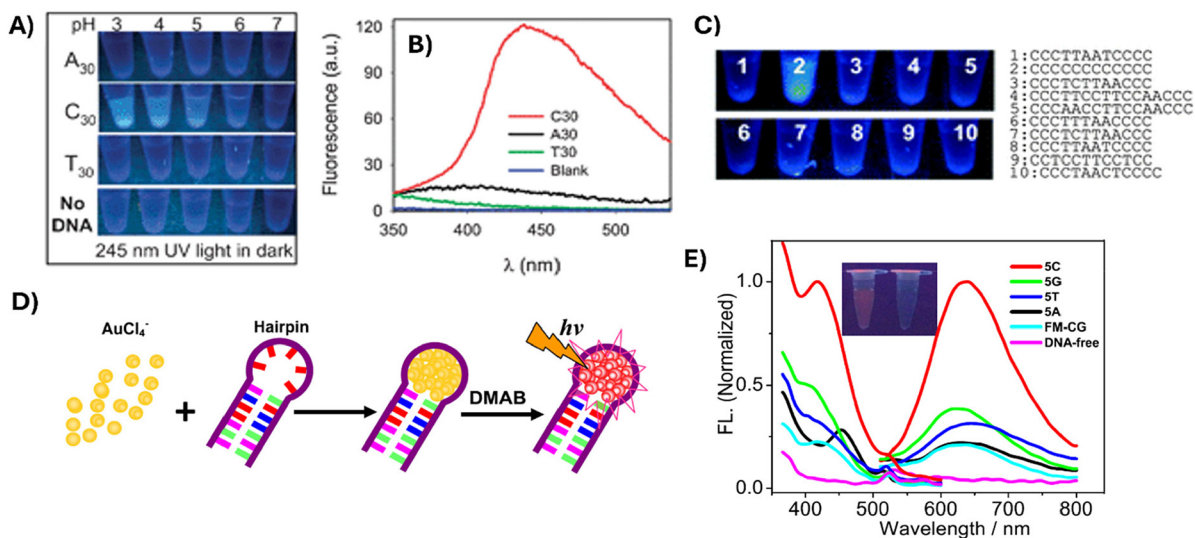 A)
pH
3 4 5 6 7
A30
C30
T30
No DNA
245 nm UV light in dark
B)
Fluorescence (a.u.)
120
90
60
30
0
C30
A30
T30
Blank
350 400 450 500
λ (nm)
C)
1 2 3 4 5
6 7 8 9 10
1:CCCTTAATCCCC
2:CCCCCCCCCCCC
3:CCCTCTTAACCC
4:CCCTTCCTTCCAACCC
5:CCCAACCTTCCAACCC
6:CCCTTTAACCCC
7:CCCTCTTAACCC
8:CCCTTAATCCCC
9:CCTCCTTCCTCC
10:CCCTAACTCCCC
D)
AuCl4-
Hairpin
DMAB
hv
E)
FL. (Normalized)
1.0
0.5
0.0
5C
5G
5T
5A
FM-CG
DNA-free
400 500 600 700 800
Wavelength / nm